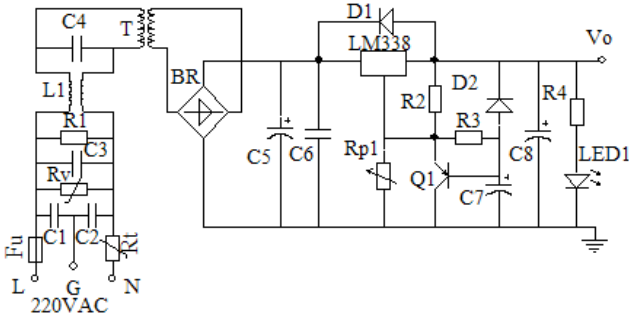 D1
C4
T
Vo
LM338
L1
BR
D2
R4
R2
R1
C3
R3
Rp1
C5
C6
C8
LED1
Rv
Q1
C7
C1
C2
Fu
Rt
L
G
N
220VAC